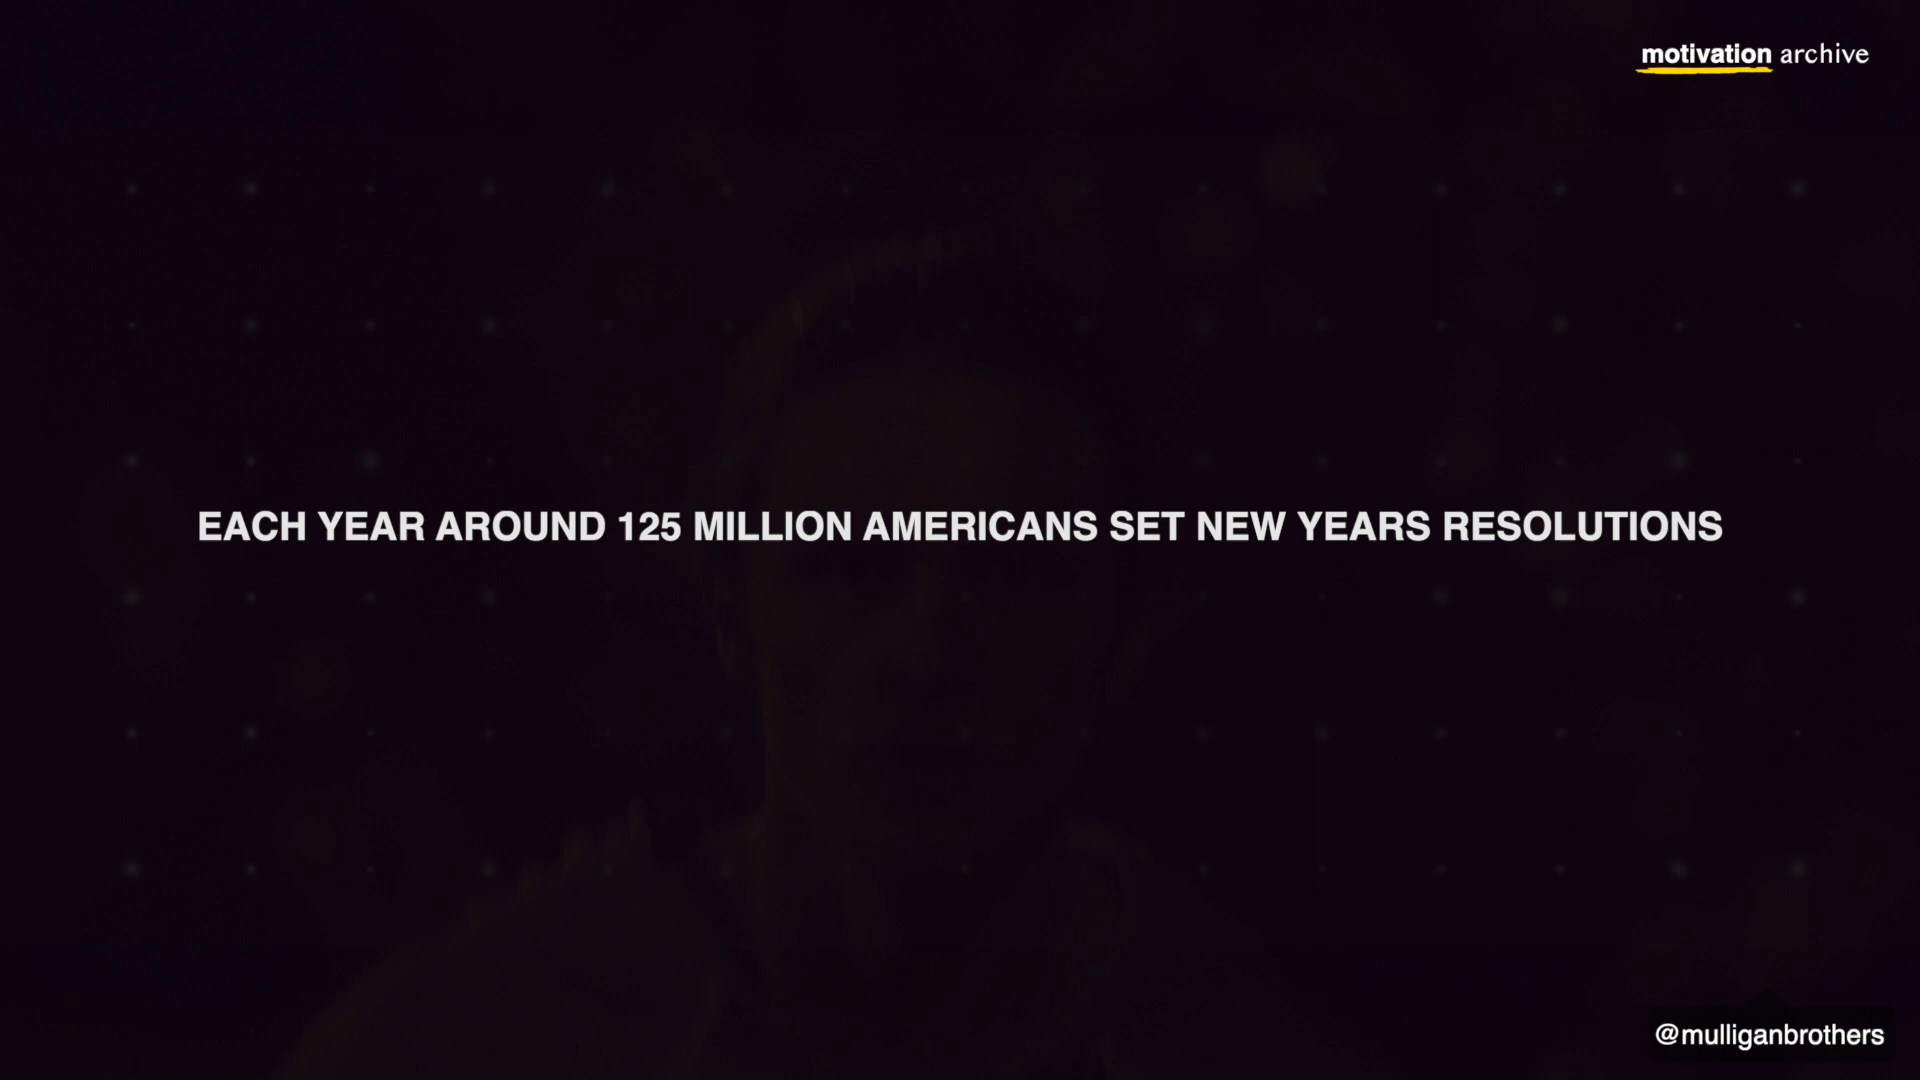 motivation archive
EACH YEAR AROUND 125 MILLION AMERICANS SET NEW YEARS RESOLUTIONS
@mulliganbrothers